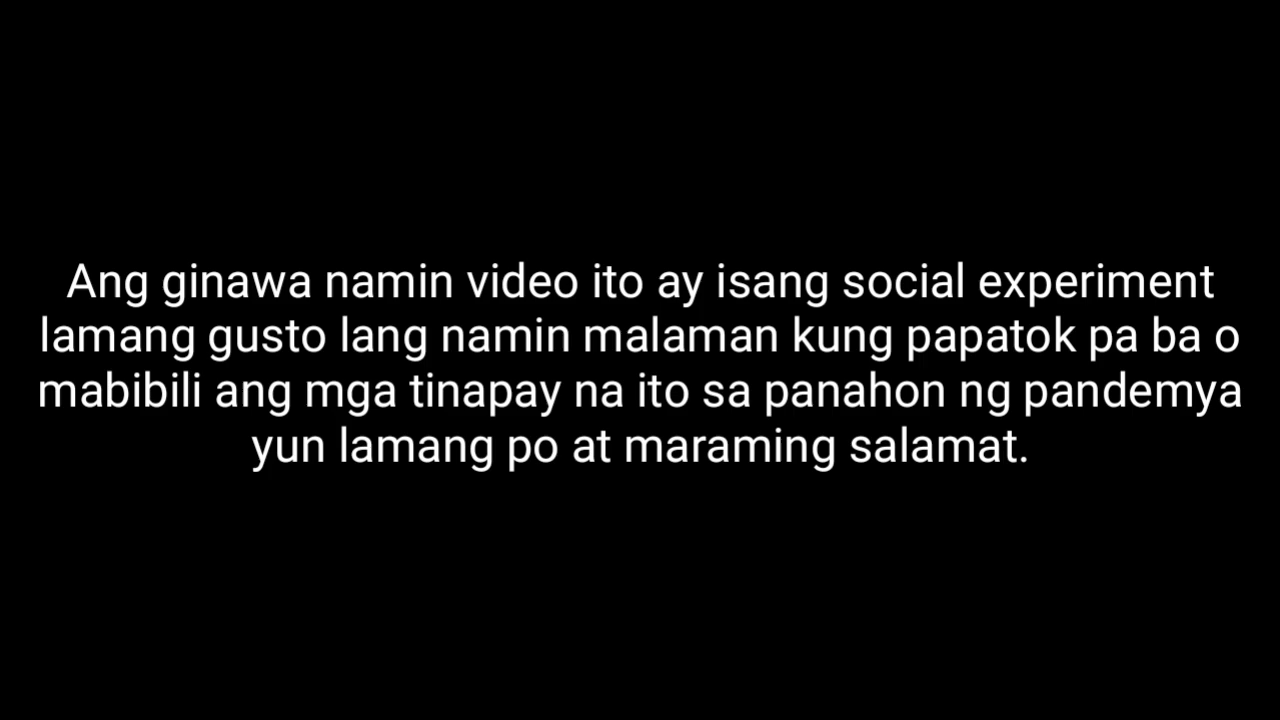 Ang ginawa namin video ito ay isang social experiment
lamang gusto lang namin malaman kung papatok pa ba o
mabibili ang mga tinapay na ito sa panahon ng pandemya
yun lamang po at maraming salamat.